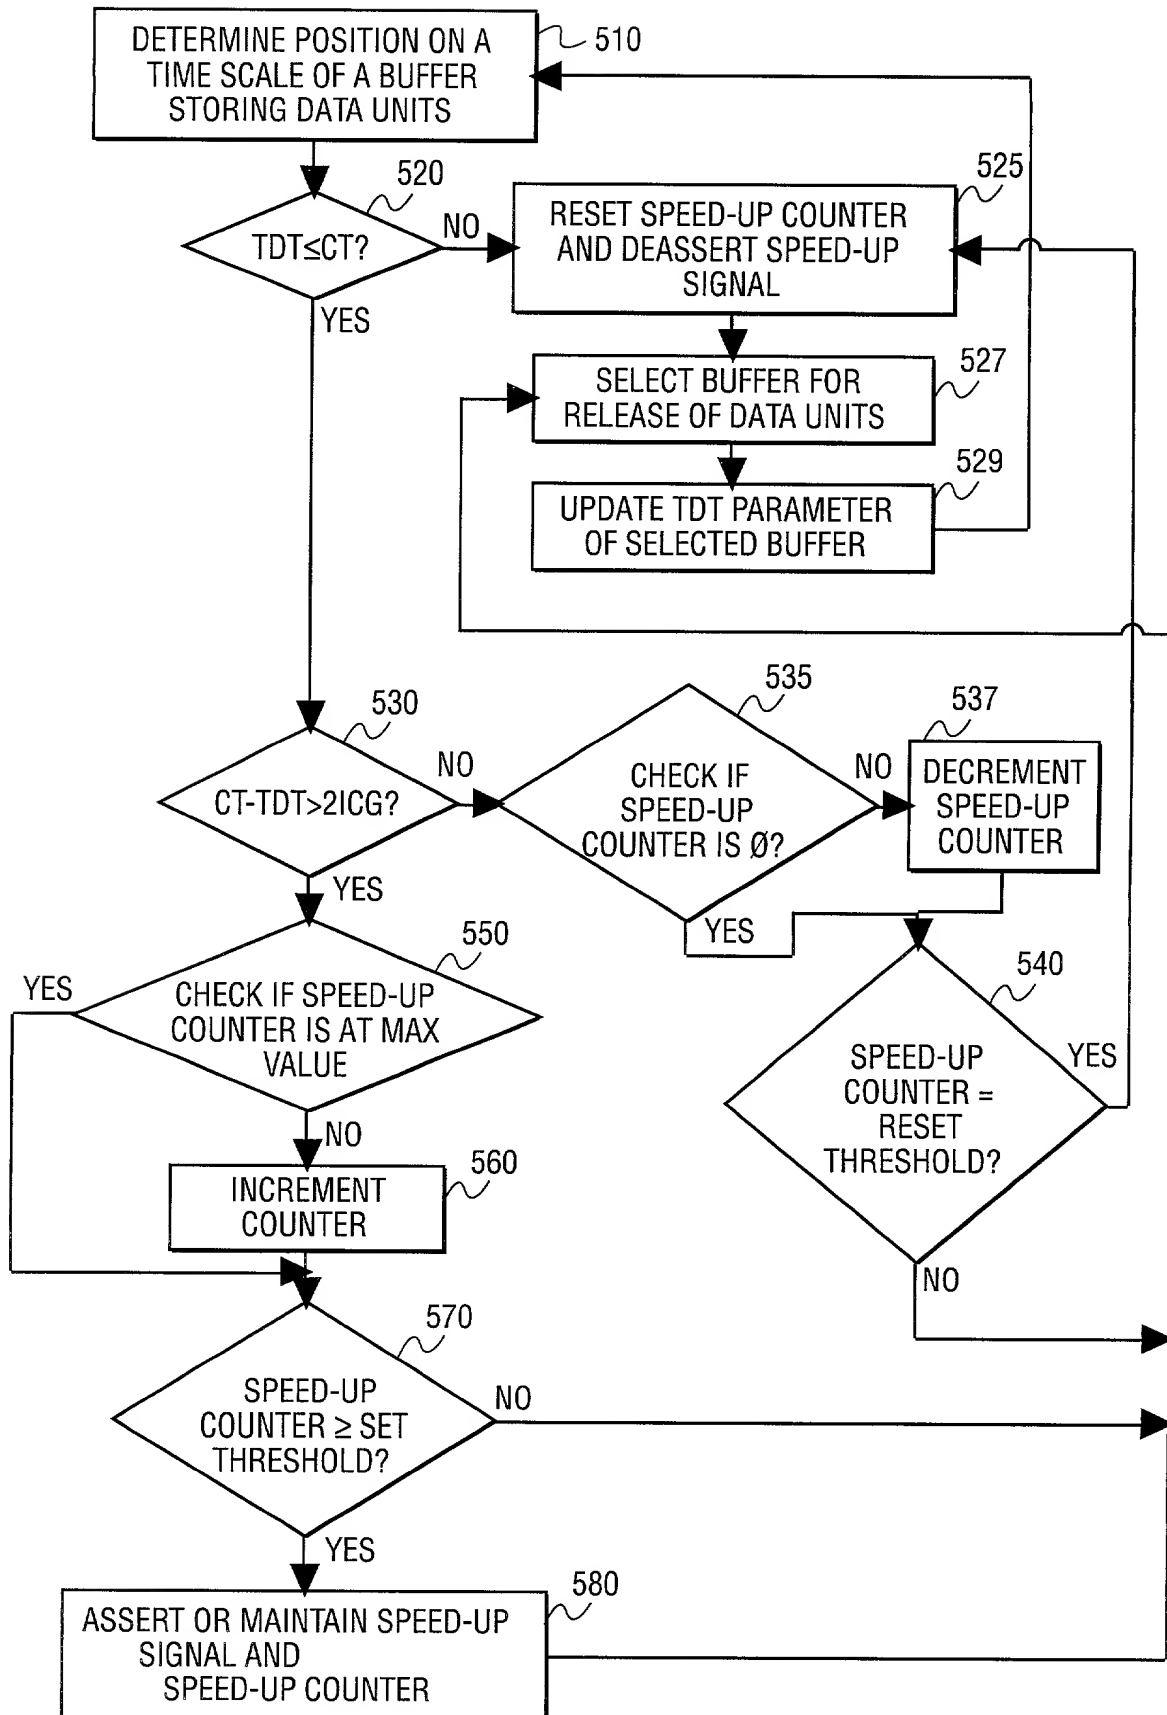 DETERMINE POSITION ON A
TIME SCALE OF A BUFFER
STORING DATA UNITS
510
520
TDT≤CT?
NO
YES
525
RESET SPEED-UP COUNTER
AND DEASSERT SPEED-UP
SIGNAL
527
SELECT BUFFER FOR
RELEASE OF DATA UNITS
529
UPDATE TDT PARAMETER
OF SELECTED BUFFER
530
CT-TDT>2ICG?
NO
YES
535
CHECK IF
SPEED-UP
COUNTER IS Ø?
NO
YES
537
DECREMENT
SPEED-UP
COUNTER
540
SPEED-UP
COUNTER =
RESET
THRESHOLD?
YES
NO
550
YES
CHECK IF SPEED-UP
COUNTER IS AT MAX
VALUE
NO
560
INCREMENT
COUNTER
570
SPEED-UP
COUNTER ≥ SET
THRESHOLD?
NO
YES
580
ASSERT OR MAINTAIN SPEED-UP
SIGNAL AND
SPEED-UP COUNTER